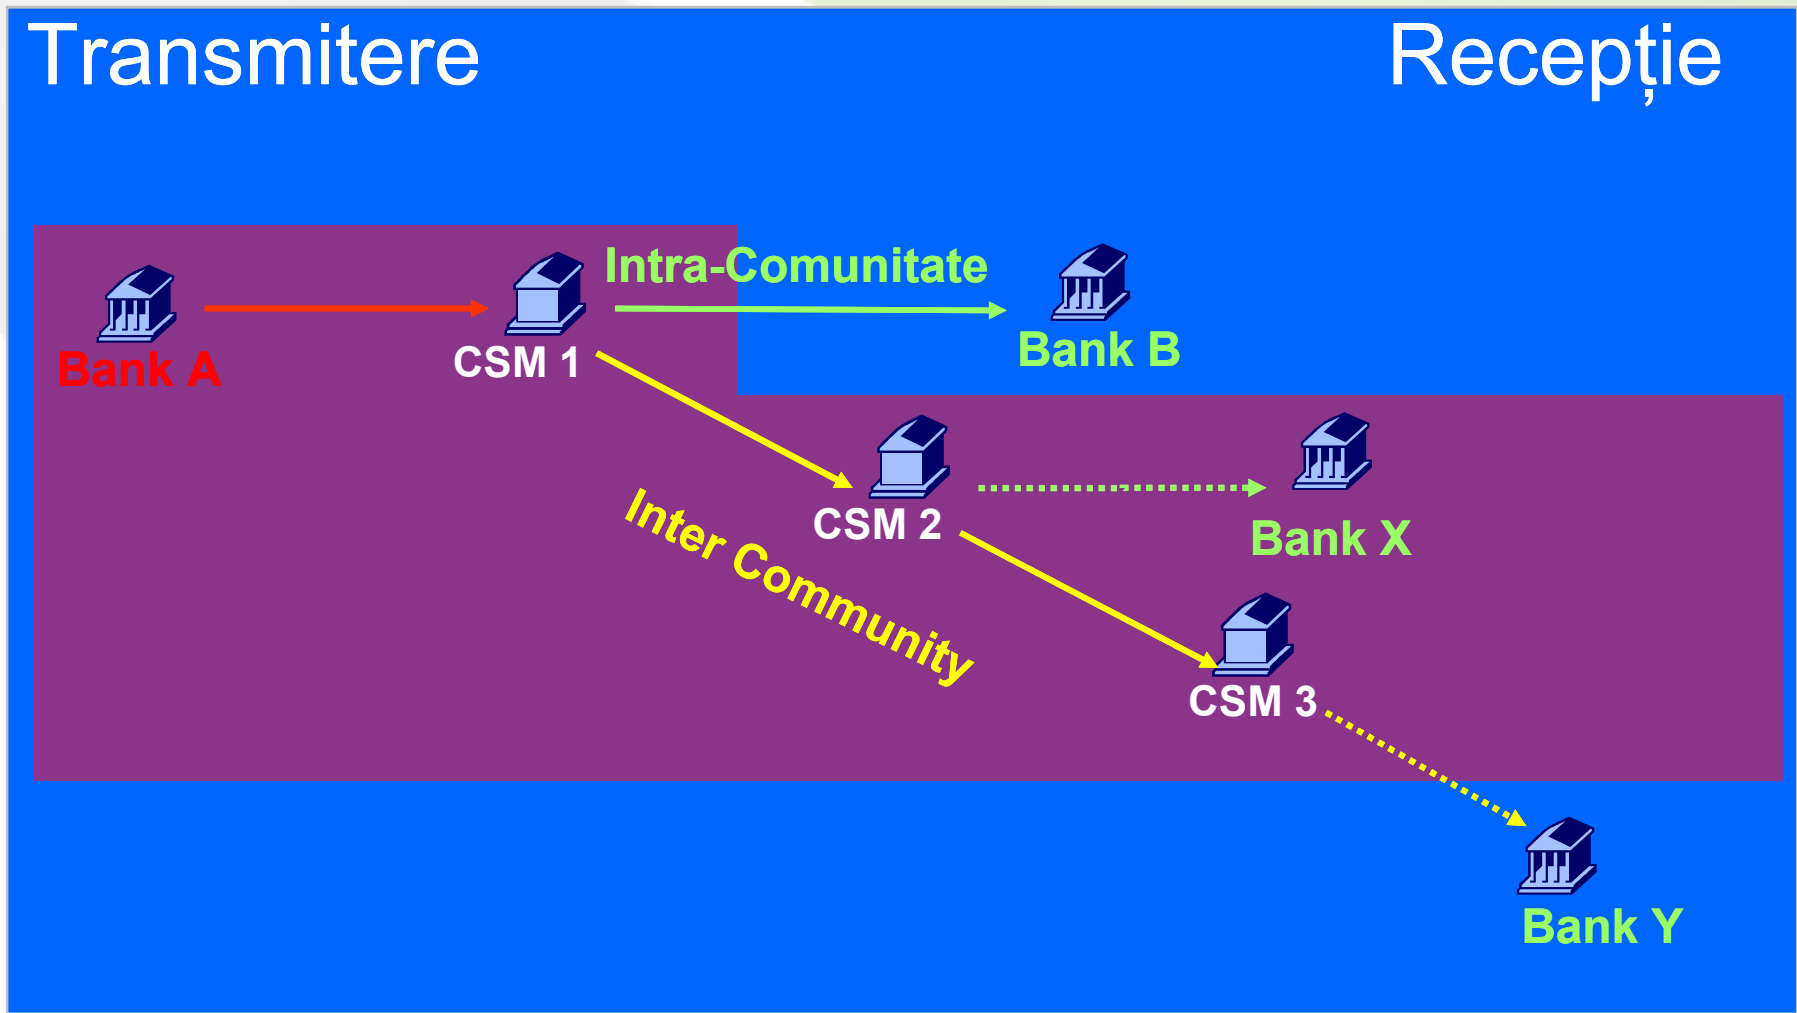 Transmitere
Recepție
Intra-Comunitate
Bank A
CSM 1
Bank B
CSM 2
Bank X
Inter Community
CSM 3
Bank Y